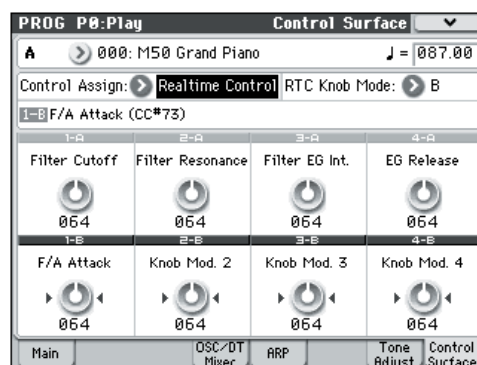 PROG P0:Play Control Surface
A 000: M50 Grand Piano ♩= 087.00
Control Assign: Realtime Control RTC Knob Mode: B
1-B F/A Attack (CC#73)
1-A 2-A 3-A 4-A
Filter Cutoff Filter Resonance Filter EG Int. EG Release
064 064 064 064
1-B 2-B 3-B 4-B
F/A Attack Knob Mod. 2 Knob Mod. 3 Knob Mod. 4
064 064 064 064
Main OSC/DT Mixer ARP Tone Adjust Control Surface